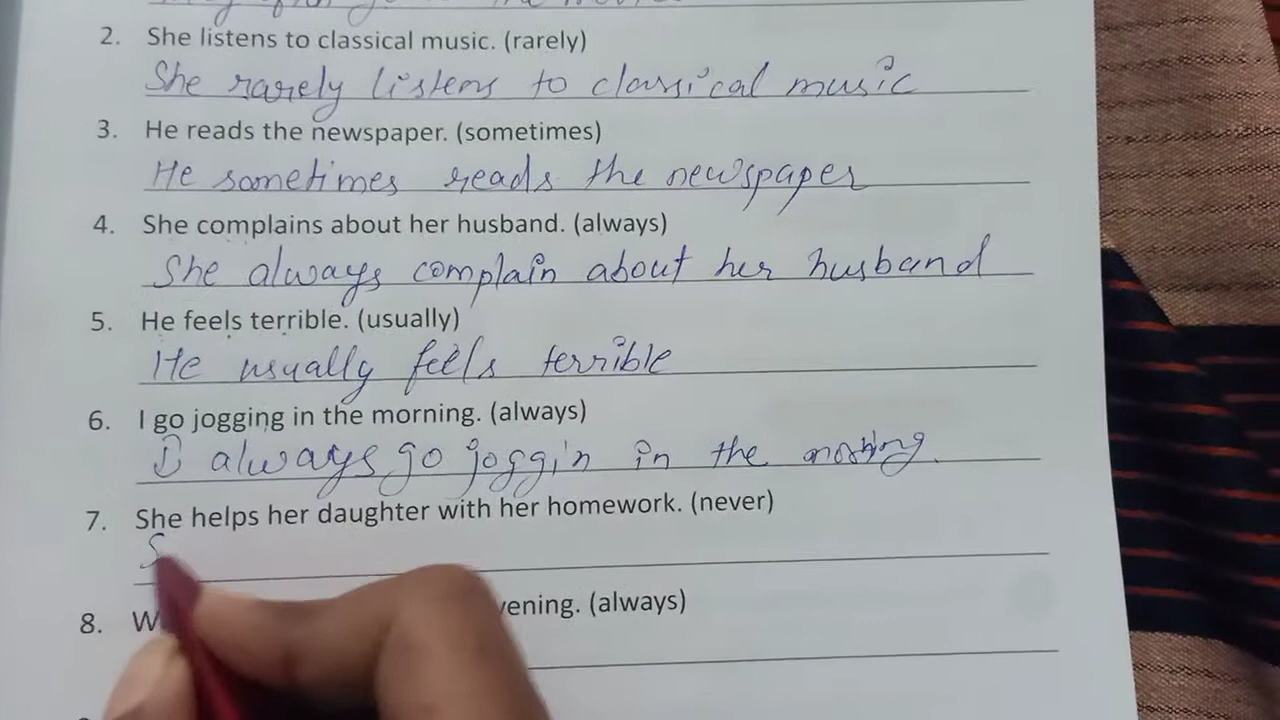 2. She listens to classical music. (rarely)
She rarely listens to classical music
3. He reads the newspaper. (sometimes)
He sometimes reads the newspaper
4. She complains about her husband. (always)
She always complain about her husband
5. He feels terrible. (usually)
He usually feels terrible
6. I go jogging in the morning. (always)
I always go joggin in the morning.
7. She helps her daughter with her homework. (never)
S
8. W vening. (always)